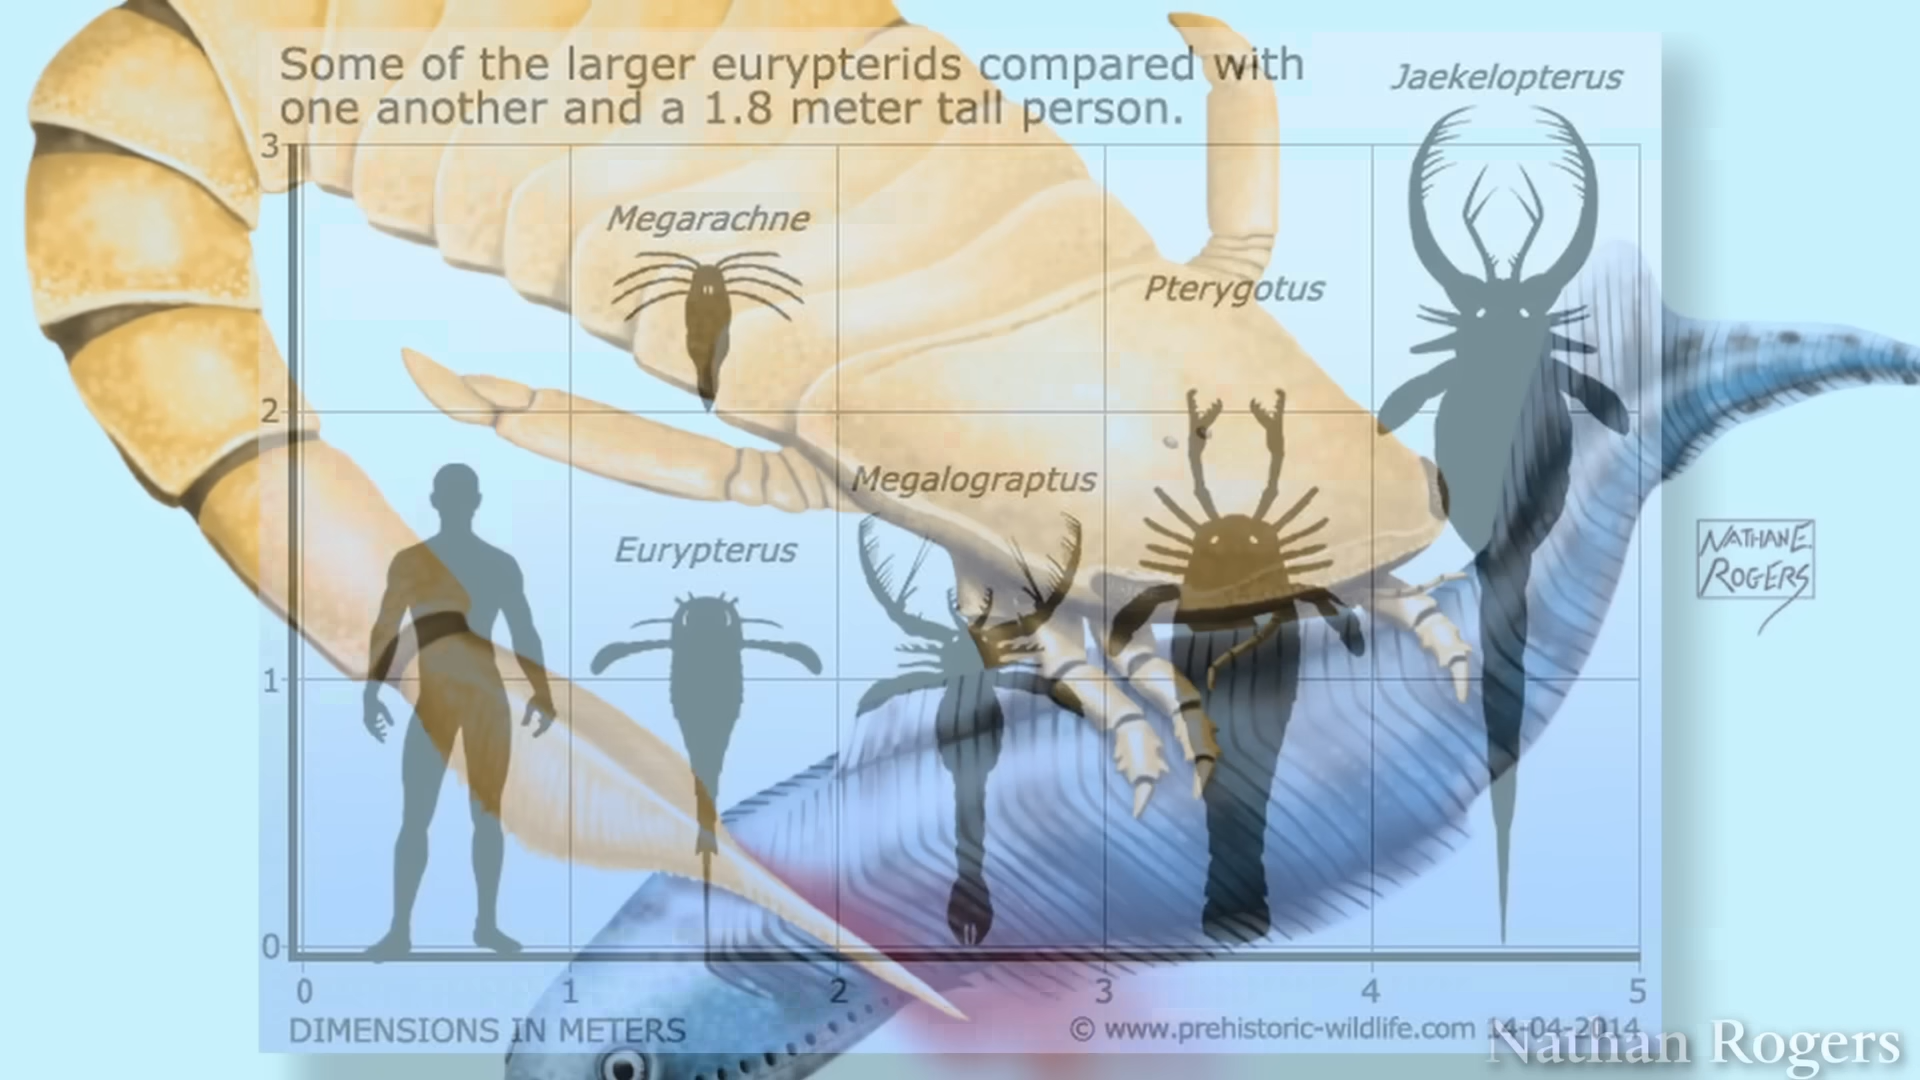 Some of the larger eurypterids compared with
one another and a 1.8 meter tall person.
Jaekelopterus
3
Megarachne
Pterygotus
2
Megalograptus
Eurypterus
NATHAN E.
ROGERS
1
0
0 1 2 3 4 5
DIMENSIONS IN METERS
© www.prehistoric-wildlife.com 14-04-2014
Nathan Rogers